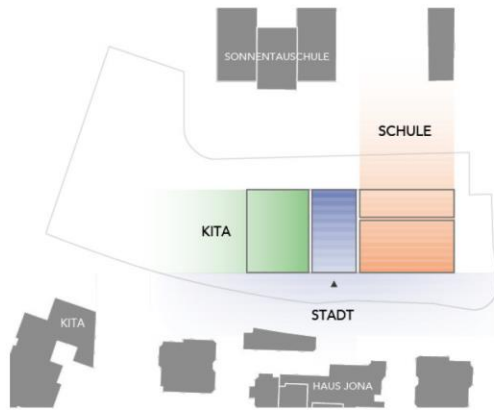 SONNENTAUSCHULE
SCHULE
KITA
STADT
KITA
HAUS JONA